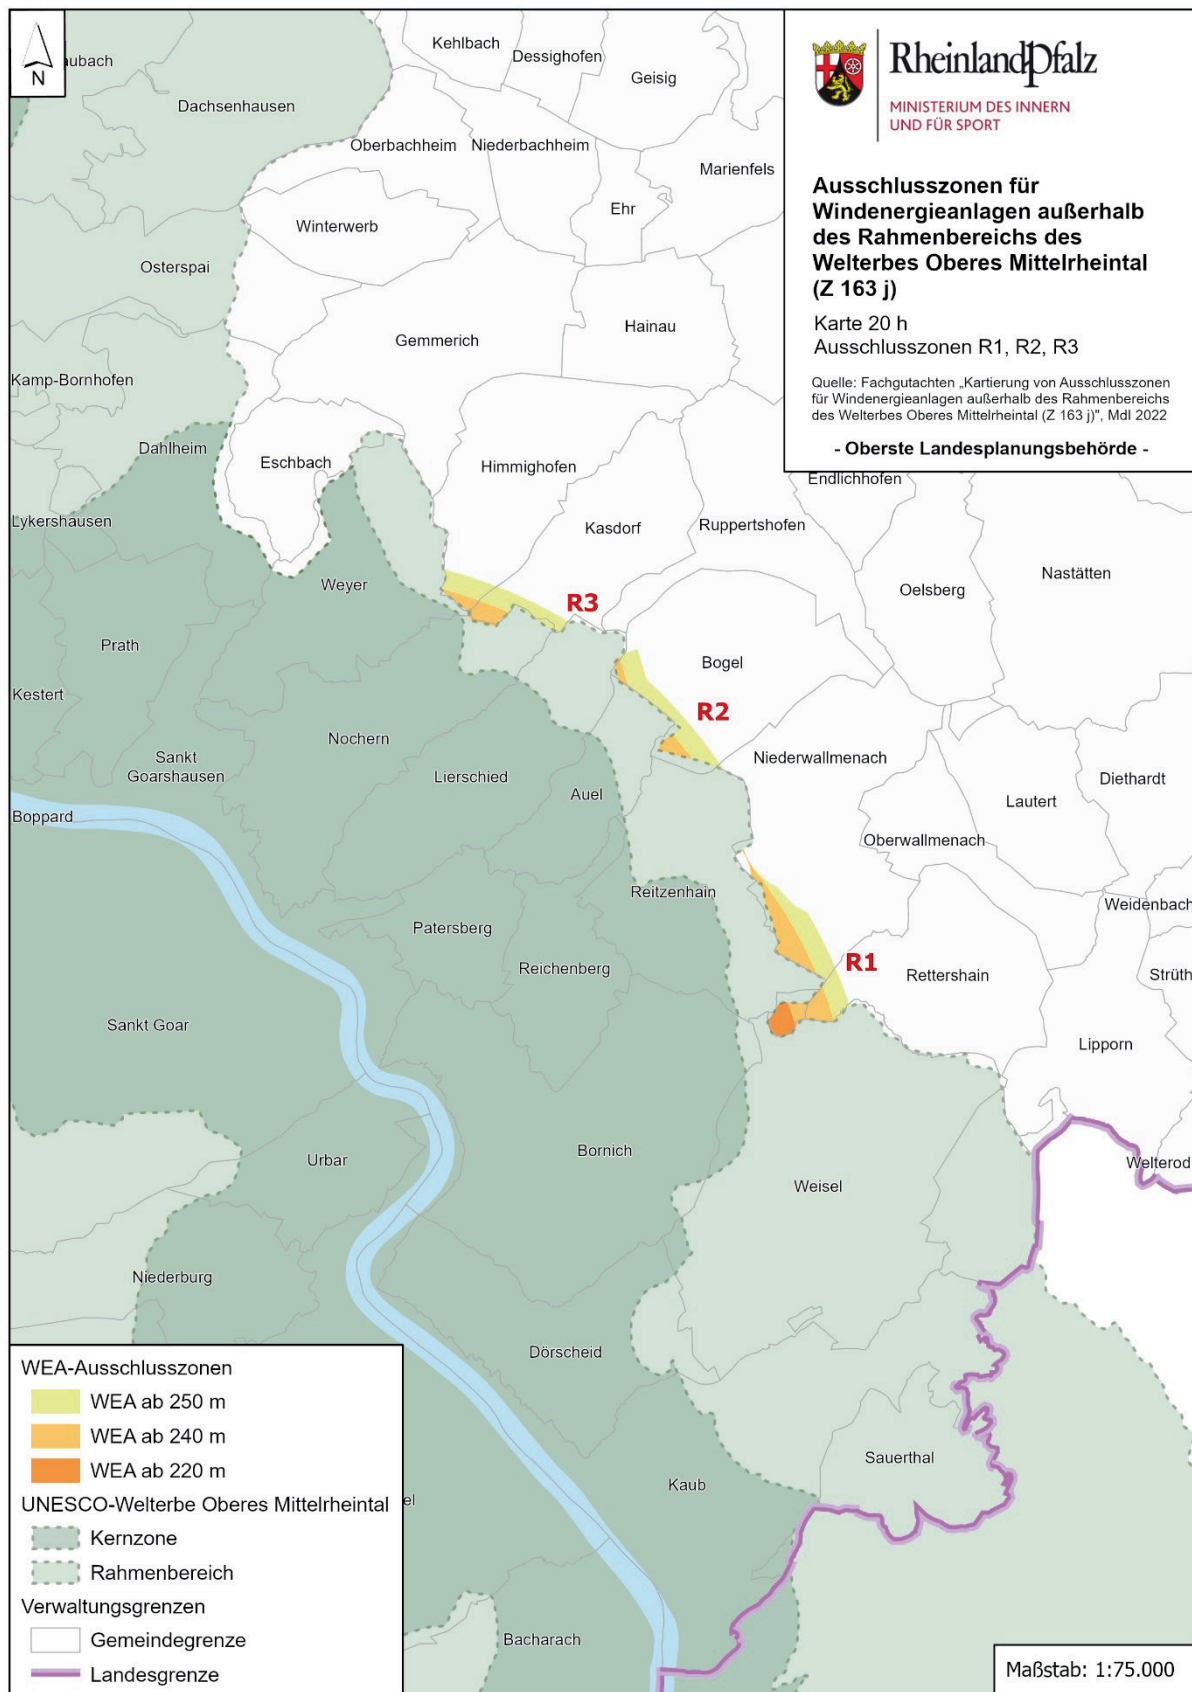 N
RheinlandPfalz
MINISTERIUM DES INNERN
UND FÜR SPORT
Ausschlusszonen für
Windenergieanlagen außerhalb
des Rahmenbereichs des
Welterbes Oberes Mittelrheintal
(Z 163 j)
Karte 20 h
Ausschlusszonen R1, R2, R3
Quelle: Fachgutachten „Kartierung von Ausschlusszonen
für Windenergieanlagen außerhalb des Rahmenbereichs
des Welterbes Oberes Mittelrheintal (Z 163 j)", MdI 2022
- Oberste Landesplanungsbehörde -
aubach
Kehlbach
Dessighofen
Geisig
Dachsenhausen
Oberbachheim
Niederbachheim
Marienfels
Ehr
Winterwerb
Osterspai
Hainau
Gemmerich
Kamp-Bornhofen
Dahlheim
Eschbach
Himmighofen
Endlichhofen
Lykershausen
Kasdorf
Ruppertshofen
Nastätten
Weyer
Oelsberg
R3
Prath
Bogel
Kestert
R2
Nochern
Sankt
Goarshausen
Lierschied
Niederwallmenach
Diethardt
Auel
Lautert
Boppard
Oberwallmenach
Reitzenhain
Weidenbach
Patersberg
R1
Reichenberg
Rettershain
Strüth
Sankt Goar
Lipporn
Bornich
Urbar
Welterod
Weisel
Niederburg
Dörscheid
Sauerthal
Kaub
el
Bacharach
WEA-Ausschlusszonen
WEA ab 250 m
WEA ab 240 m
WEA ab 220 m
UNESCO-Welterbe Oberes Mittelrheintal
Kernzone
Rahmenbereich
Verwaltungsgrenzen
Gemeindegrenze
Landesgrenze
Maßstab: 1:75.000